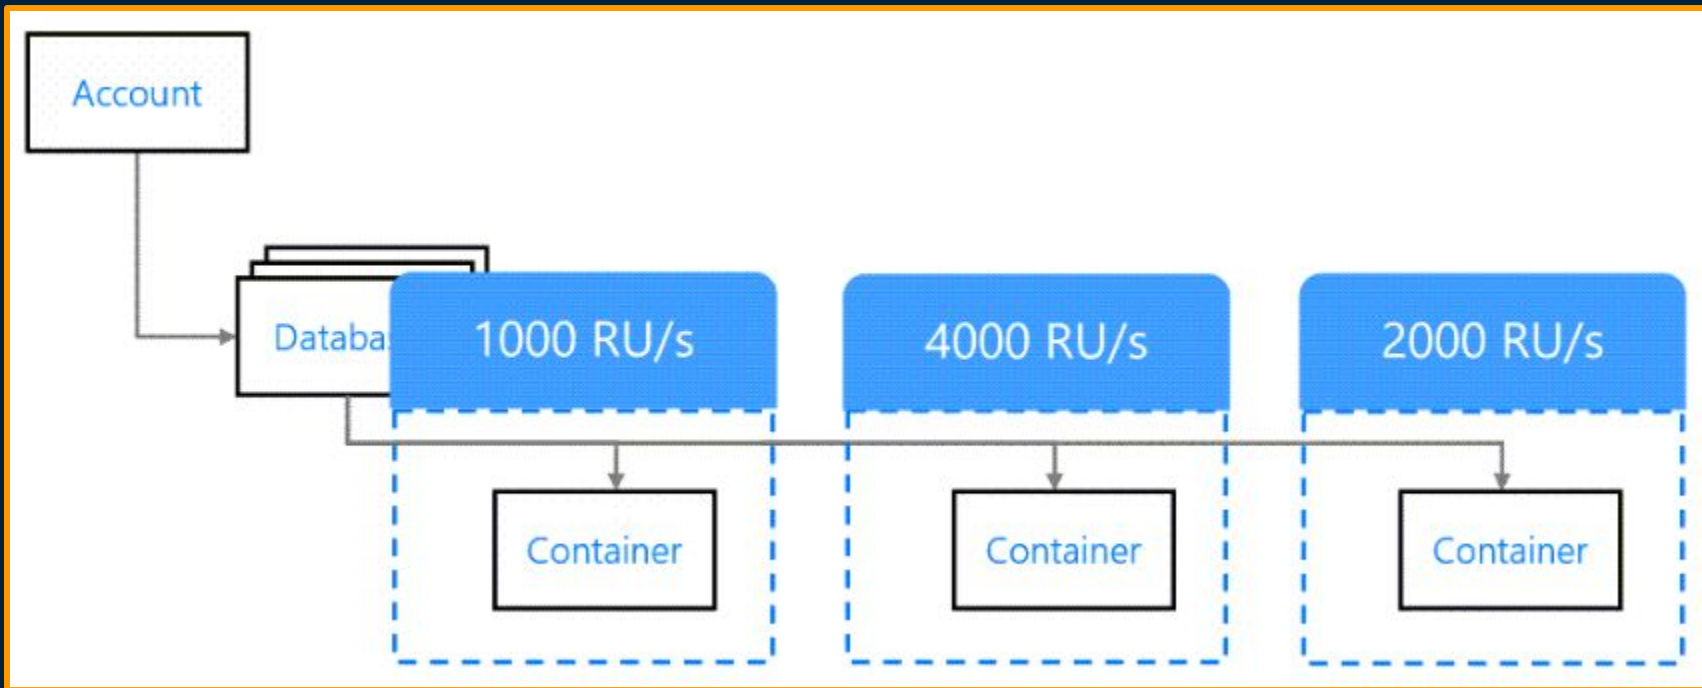 Account
Databa
1000 RU/s
4000 RU/s
2000 RU/s
Container
Container
Container